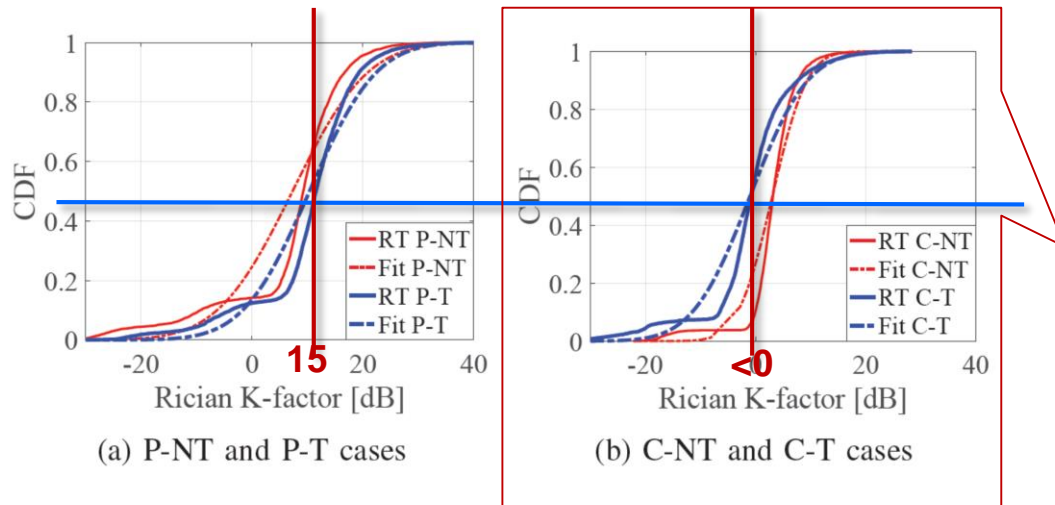 1
0.8
0.6
0.4
0.2
0
CDF
RT P-NT
Fit P-NT
RT P-T
Fit P-T
-20
0
20
40
15
Rician K-factor [dB]
(a) P-NT and P-T cases
1
0.8
0.6
0.4
0.2
0
CDF
RT C-NT
Fit C-NT
RT C-T
Fit C-T
-20
0
20
40
<0
Rician K-factor [dB]
(b) C-NT and C-T cases